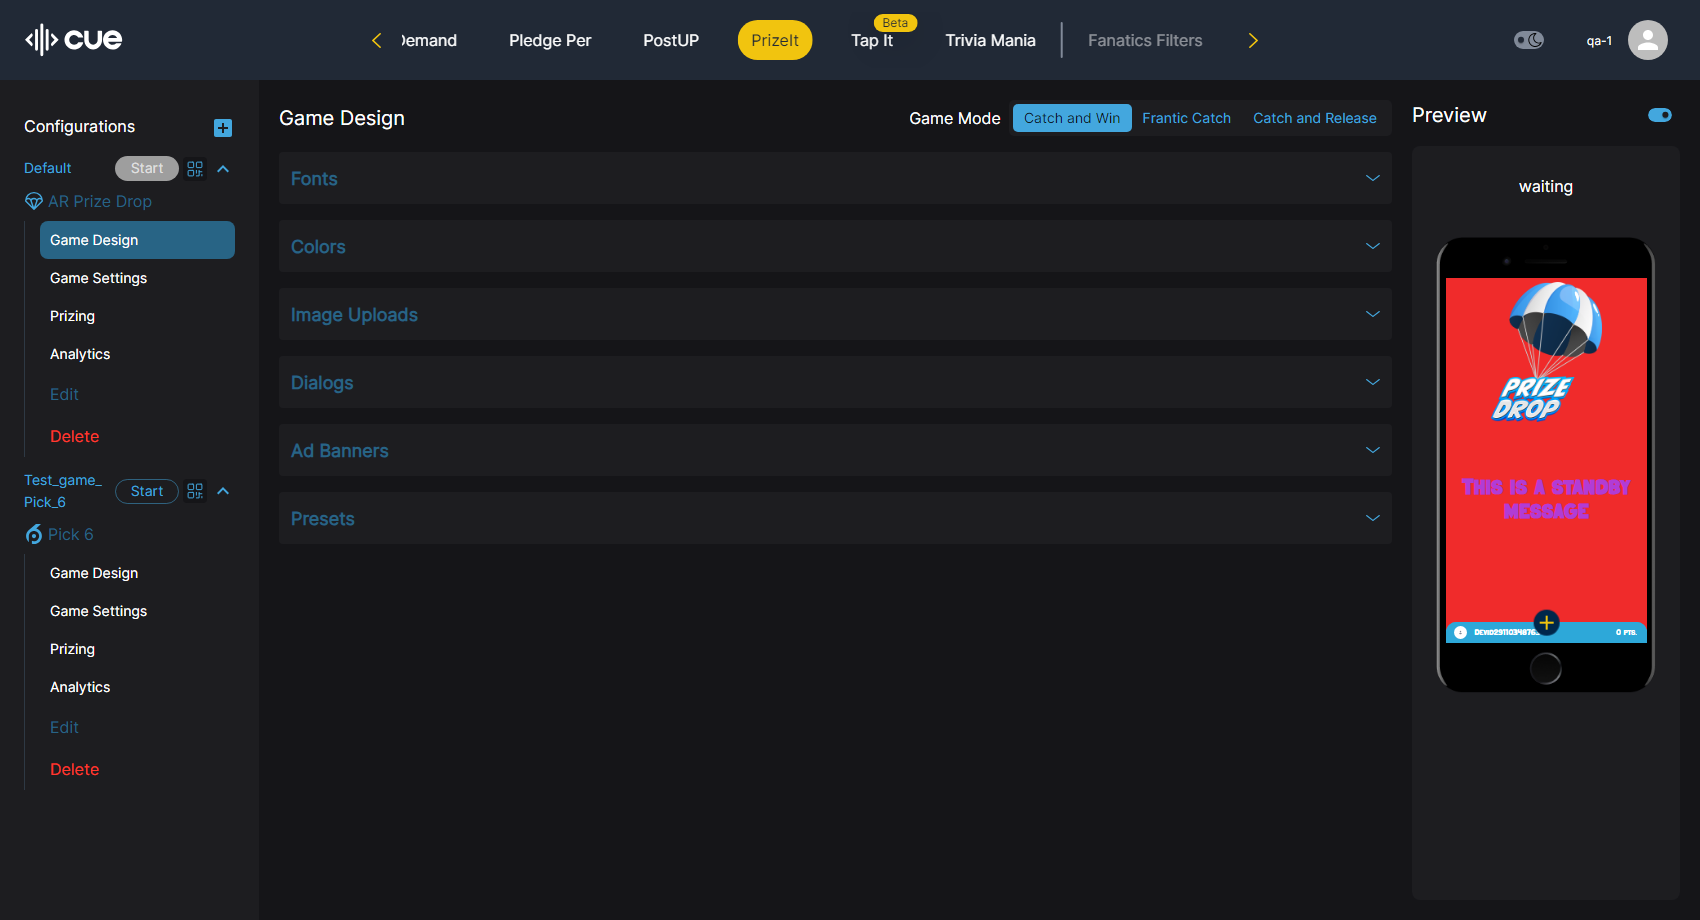 cue
Demand
Pledge Per
PostUP
PrizeIt
Beta
Tap It
Trivia Mania
Fanatics Filters
qa-1
Configurations
Default
Start
AR Prize Drop
Game Design
Game Settings
Prizing
Analytics
Edit
Delete
Test_game_
Pick_6
Start
Pick 6
Game Design
Game Settings
Prizing
Analytics
Edit
Delete
Game Design
Game Mode
Catch and Win
Frantic Catch
Catch and Release
Fonts
Colors
Image Uploads
Dialogs
Ad Banners
Presets
Preview
waiting
PRIZE
DROP
THIS IS A STANDBY
MESSAGE
0 PTS.